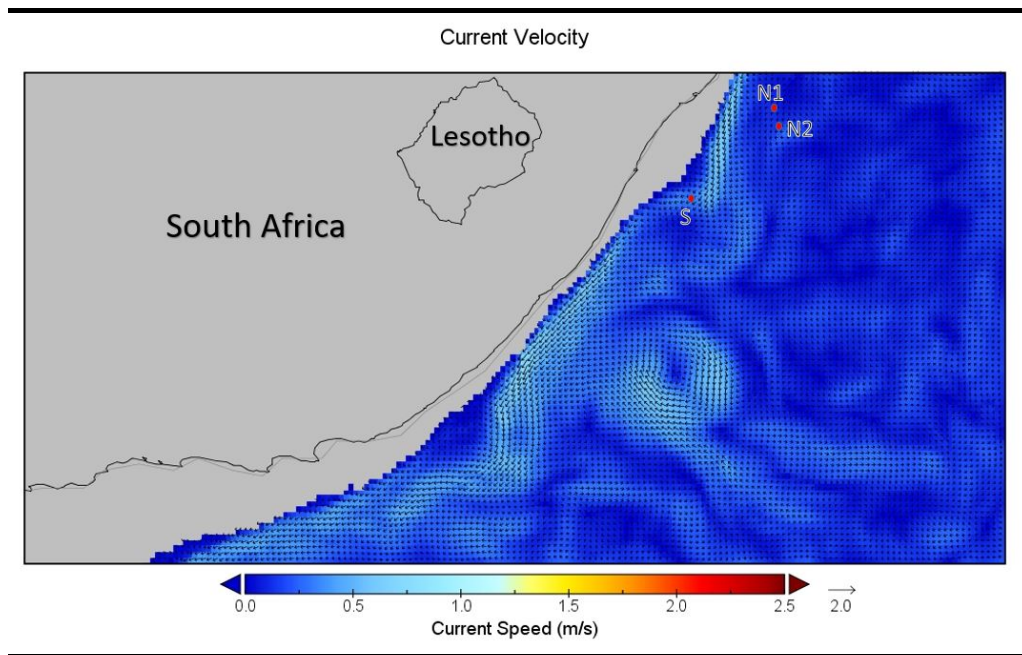 Current Velocity
N1
Lesotho
N2
South Africa
S
0.0 0.5 1.0 1.5 2.0 2.5 2.0
Current Speed (m/s)